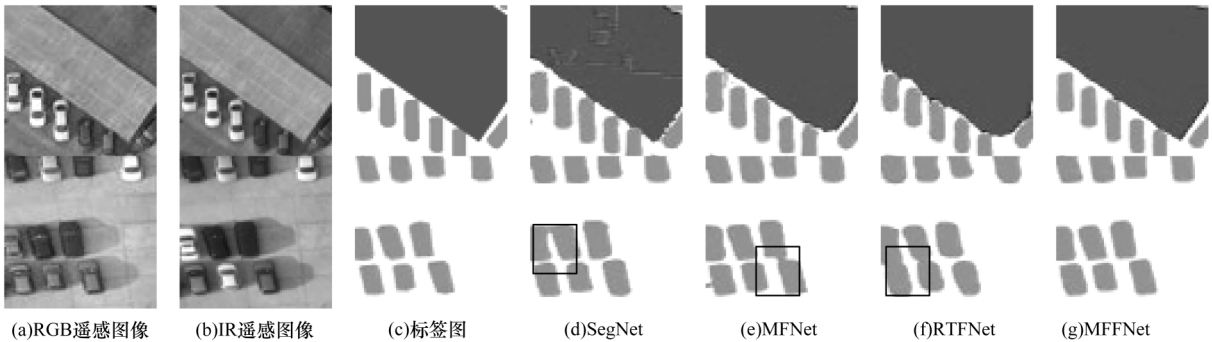 (a)RGB遥感图像
(b)IR遥感图像
(c)标签图
(d)SegNet
(e)MFNet
(f)RTFNet
(g)MFFNet